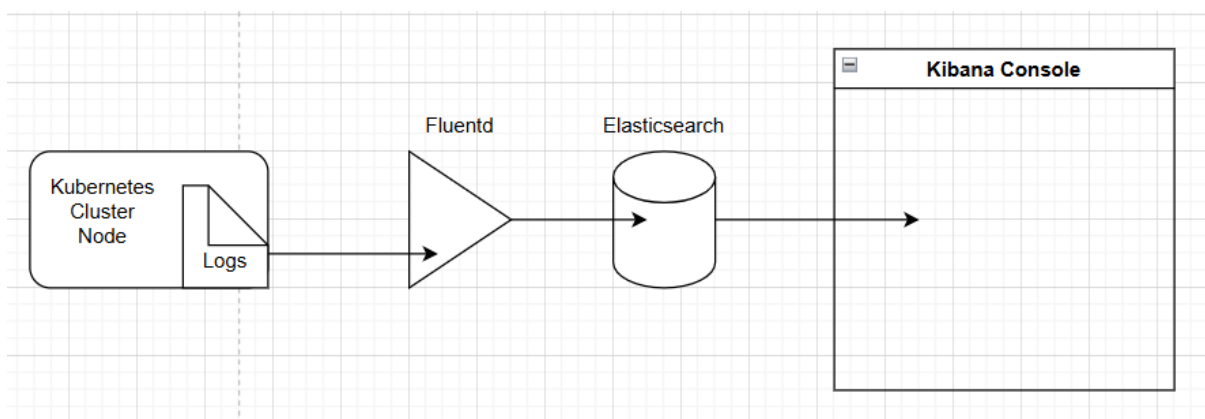 Kibana Console
Fluentd
Elasticsearch
Kubernetes
Cluster
Node
Logs